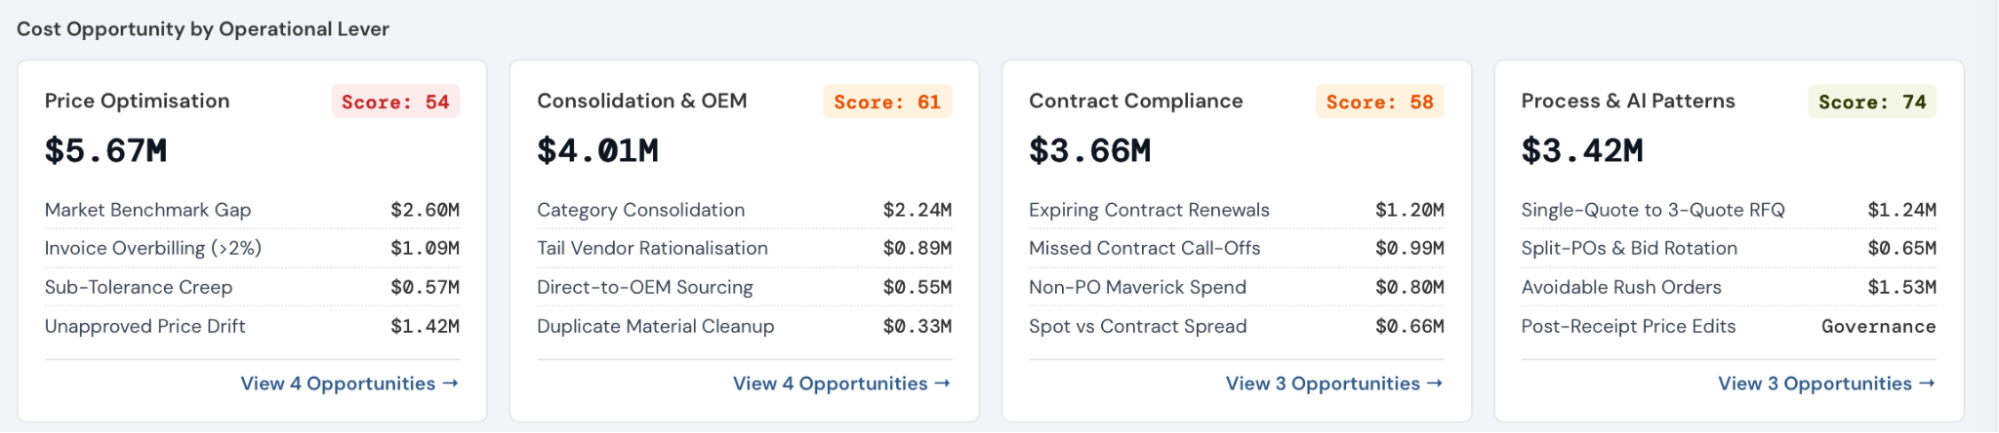 Cost Opportunity by Operational Lever
Price Optimisation Score: 54
$5.67M
Market Benchmark Gap $2.60M
Invoice Overbilling (>2%) $1.09M
Sub-Tolerance Creep $0.57M
Unapproved Price Drift $1.42M
View 4 Opportunities →
Consolidation & OEM Score: 61
$4.01M
Category Consolidation $2.24M
Tail Vendor Rationalisation $0.89M
Direct-to-OEM Sourcing $0.55M
Duplicate Material Cleanup $0.33M
View 4 Opportunities →
Contract Compliance Score: 58
$3.66M
Expiring Contract Renewals $1.20M
Missed Contract Call-Offs $0.99M
Non-PO Maverick Spend $0.80M
Spot vs Contract Spread $0.66M
View 3 Opportunities →
Process & AI Patterns Score: 74
$3.42M
Single-Quote to 3-Quote RFQ $1.24M
Split-POs & Bid Rotation $0.65M
Avoidable Rush Orders $1.53M
Post-Receipt Price Edits Governance
View 3 Opportunities →